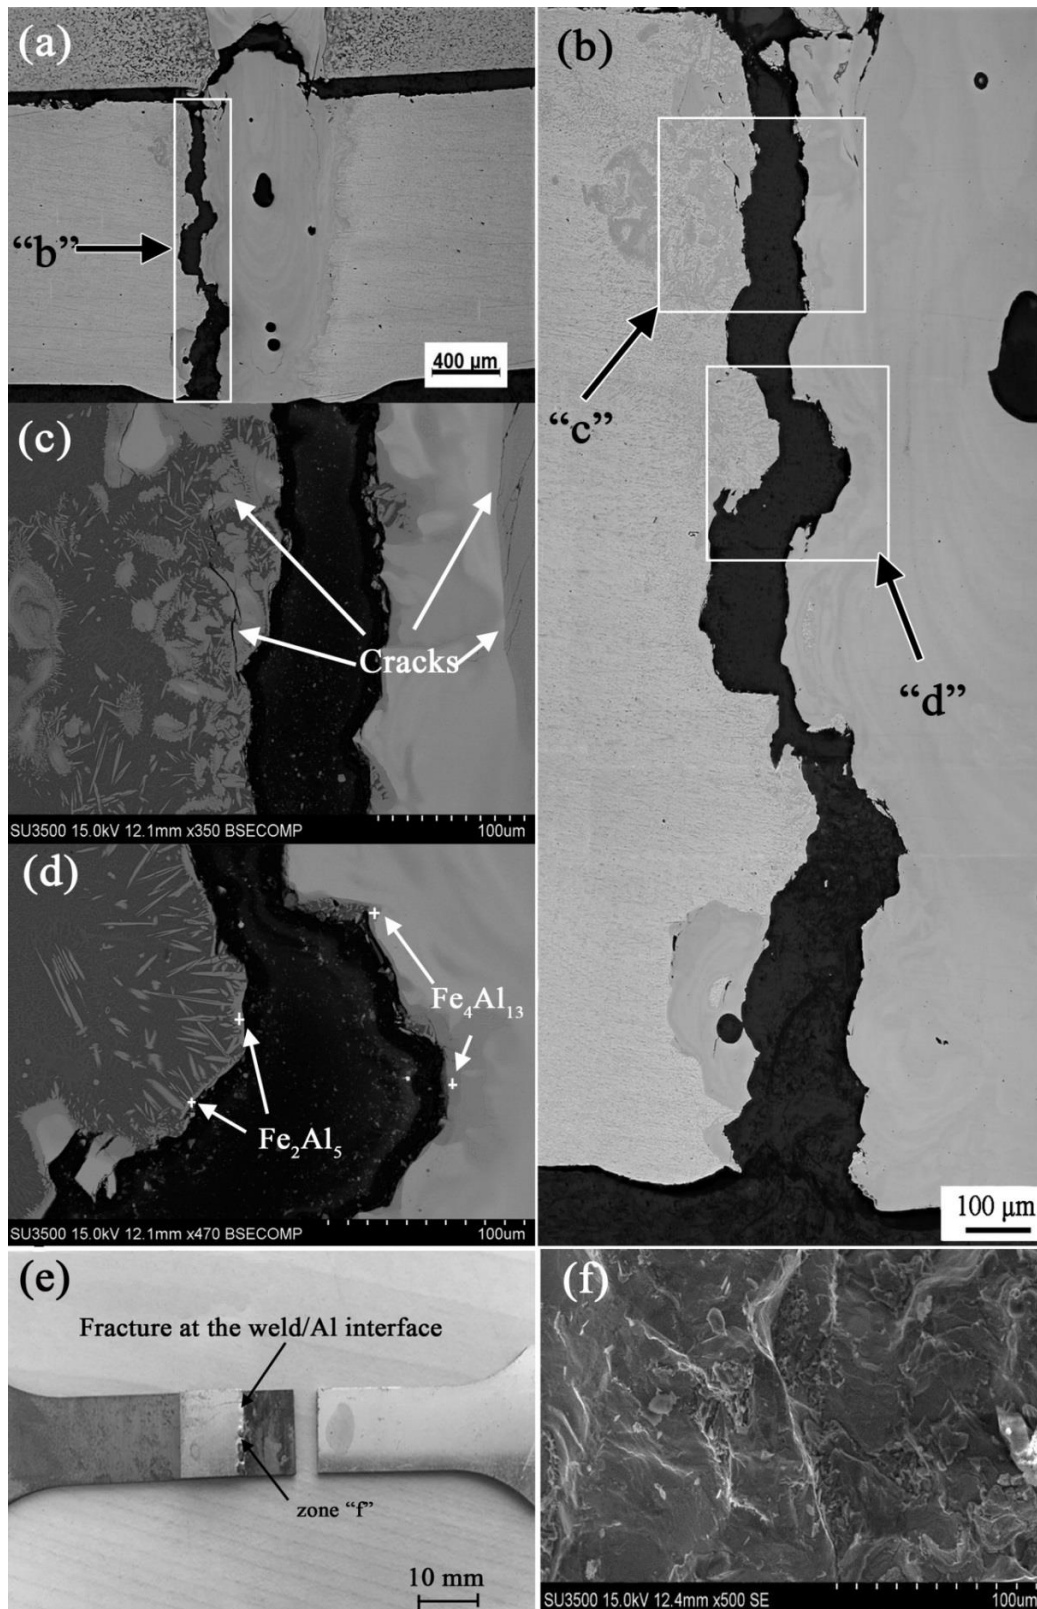 (a)
“b”
400 µm
(b)
“c”
“d”
100 µm
(c)
Cracks
SU3500 15.0kV 12.1mm x350 BSECOMP 100um
(d)
Fe₄Al₁₃
Fe₂Al₅
SU3500 15.0kV 12.1mm x470 BSECOMP 100um
(e)
Fracture at the weld/Al interface
zone “f”
10 mm
(f)
SU3500 15.0kV 12.4mm x500 SE 100um